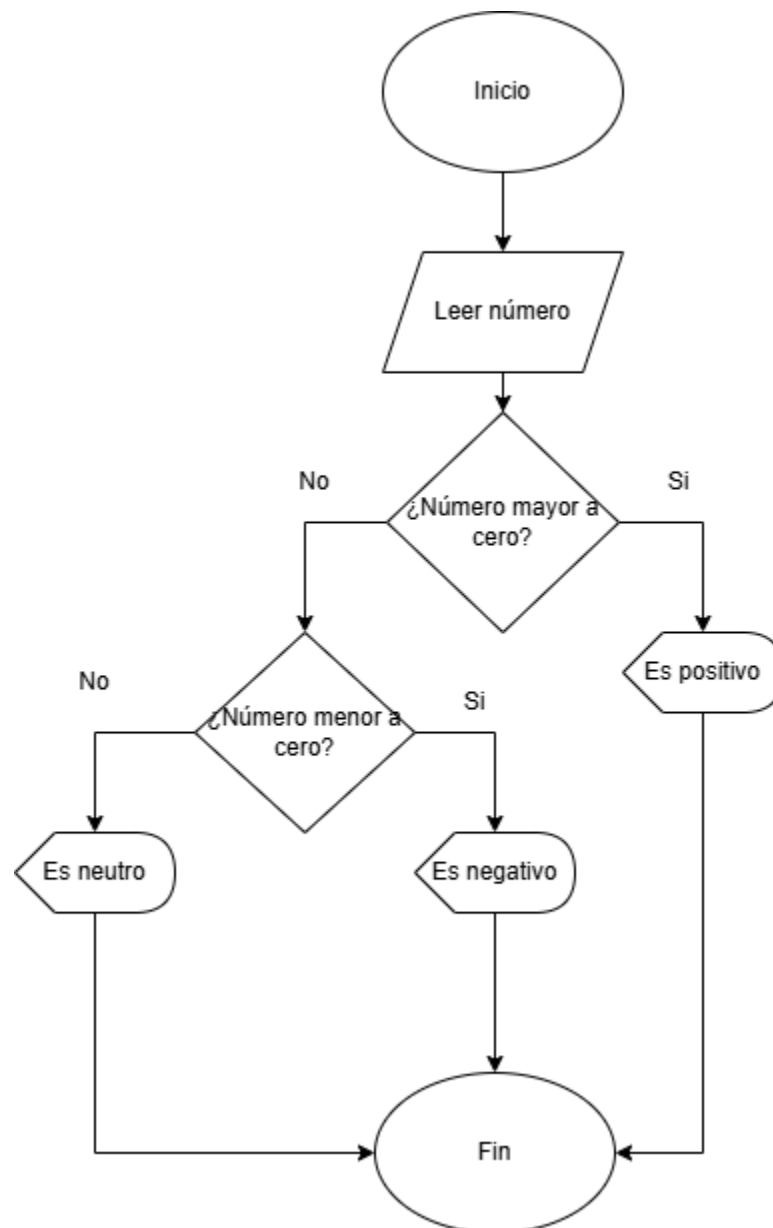 Inicio
Leer número
No
Si
¿Número mayor a
cero?
Es positivo
No
Si
¿Número menor a
cero?
Es neutro
Es negativo
Fin